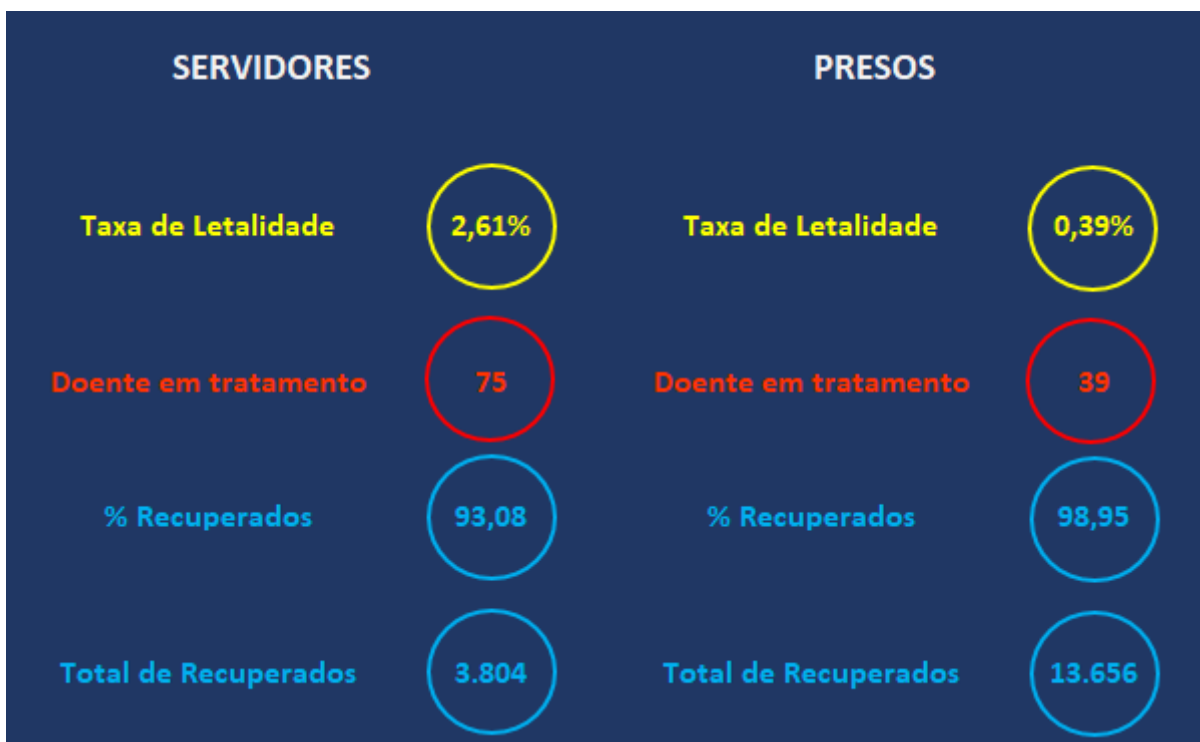 SERVIDORES
PRESOS
Taxa de Letalidade
2,61%
Taxa de Letalidade
0,39%
Doente em tratamento
75
Doente em tratamento
39
% Recuperados
93,08
% Recuperados
98,95
Total de Recuperados
3.804
Total de Recuperados
13.656